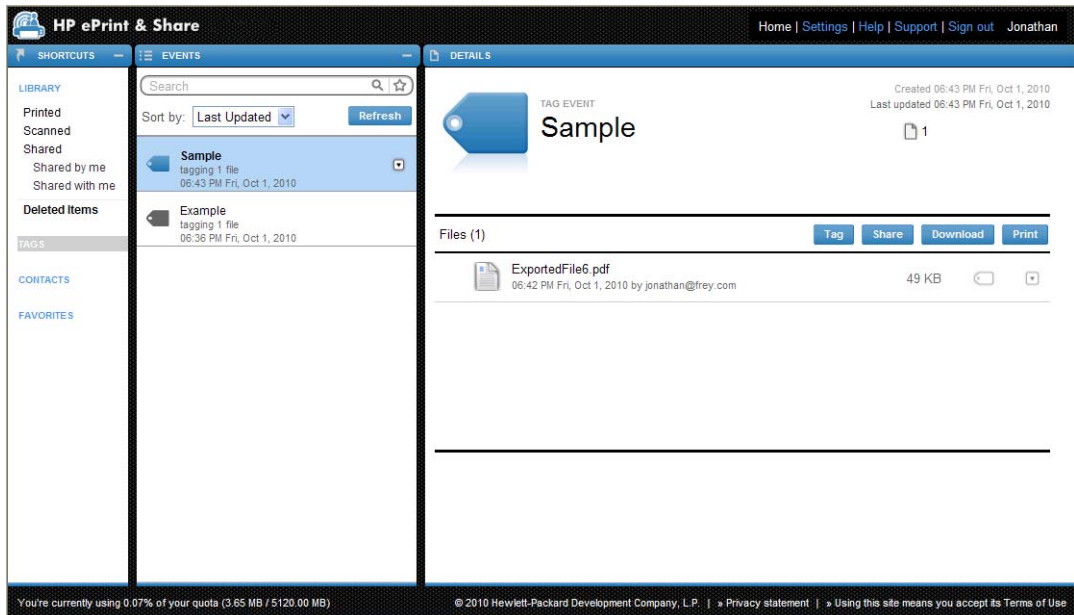 HP ePrint & Share
Home | Settings | Help | Support | Sign out Jonathan
SHORTCUTS
EVENTS
DETAILS
LIBRARY
Printed
Scanned
Shared
Shared by me
Shared with me
Deleted Items
TAGS
CONTACTS
FAVORITES
Search
Sort by: Last Updated Refresh
Sample
tagging 1 file
06:43 PM Fri, Oct 1, 2010
Example
tagging 1 file
06:36 PM Fri, Oct 1, 2010
TAG EVENT
Sample
Created 06:43 PM Fri, Oct 1, 2010
Last updated 06:43 PM Fri, Oct 1, 2010
1
Files (1) Tag Share Download Print
ExportedFile6.pdf
06:42 PM Fri, Oct 1, 2010 by jonathan@frey.com
49 KB
You're currently using 0.07% of your quota (3.65 MB / 5120.00 MB)
© 2010 Hewlett-Packard Development Company, L.P. | » Privacy statement | » Using this site means you accept its Terms of Use